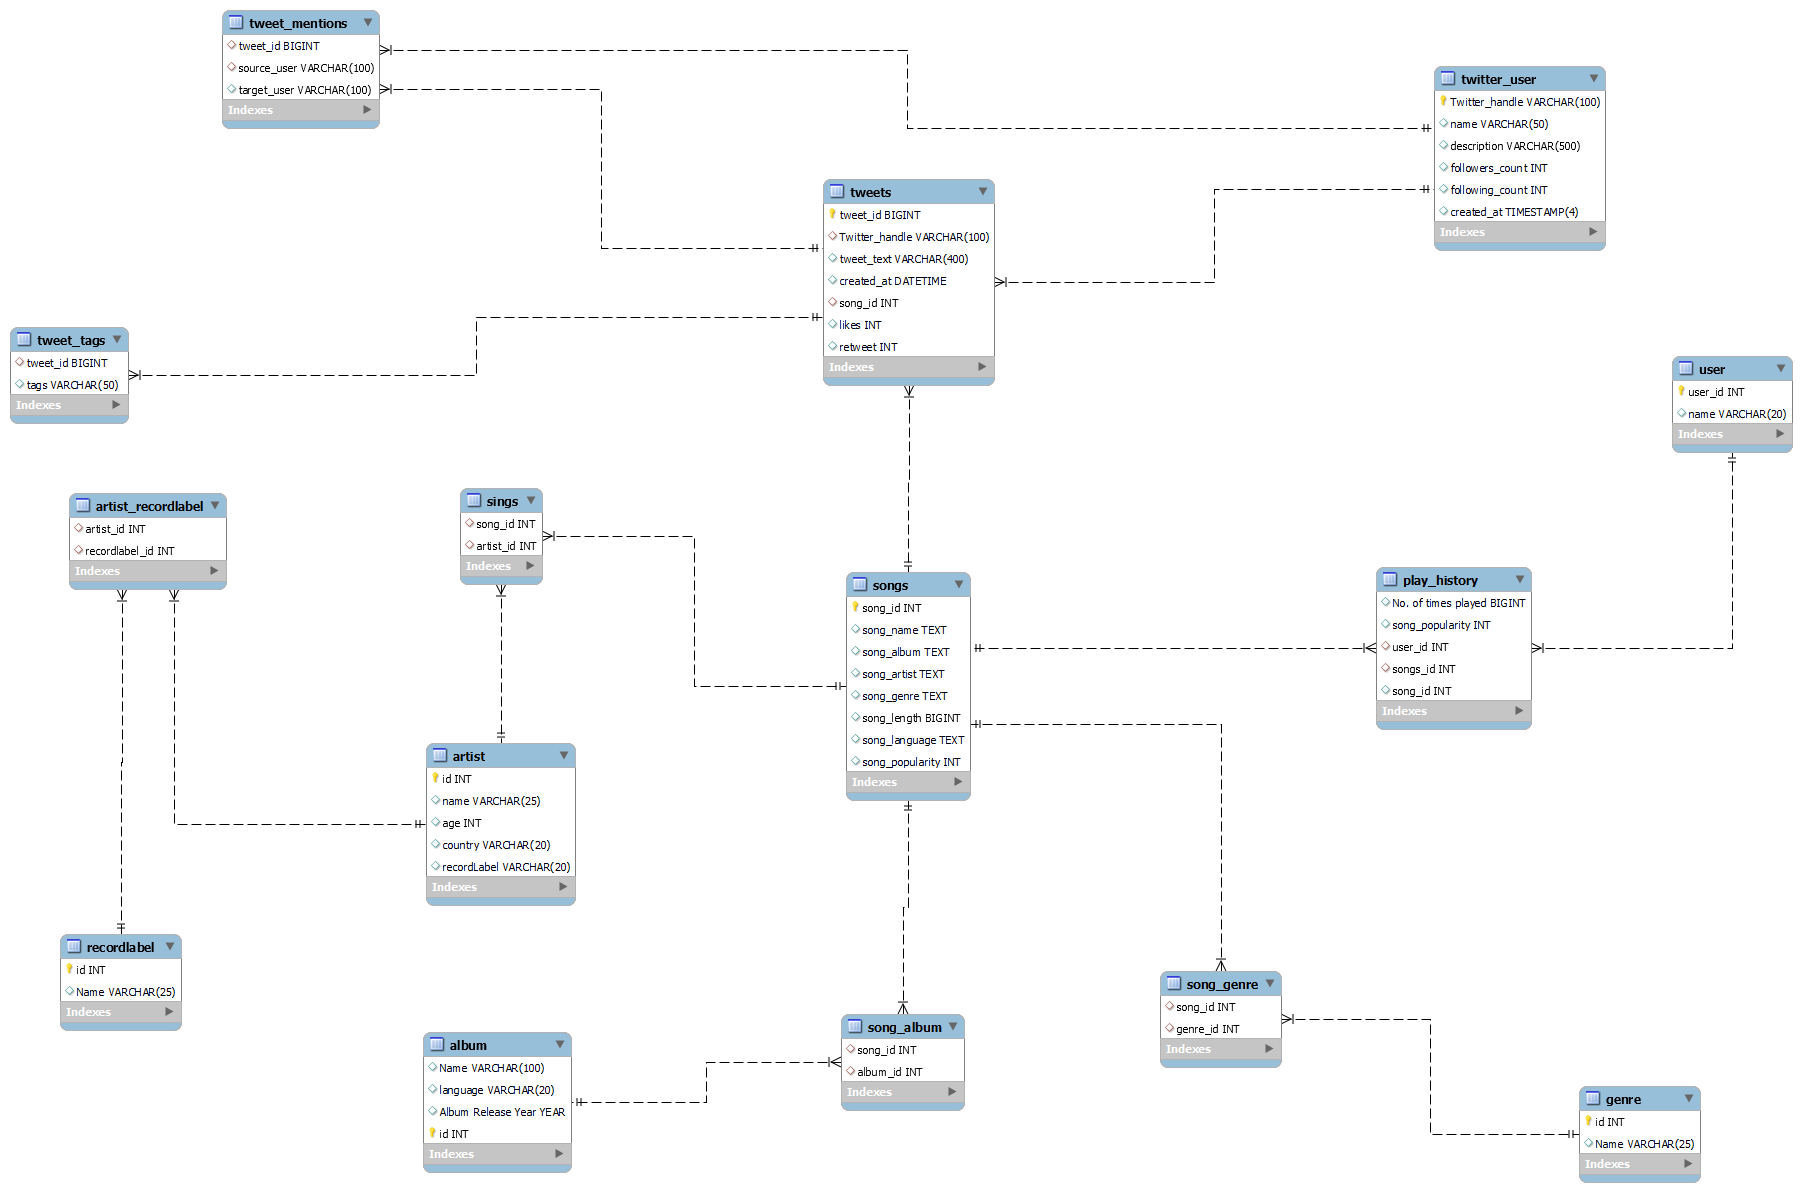 tweet_mentions
tweet_id BIGINT
source_user VARCHAR(100)
target_user VARCHAR(100)
Indexes
twitter_user
Twitter_handle VARCHAR(100)
name VARCHAR(50)
description VARCHAR(500)
followers_count INT
following_count INT
created_at TIMESTAMP(4)
Indexes
tweets
tweet_id BIGINT
Twitter_handle VARCHAR(100)
tweet_text VARCHAR(400)
created_at DATETIME
song_id INT
likes INT
retweet INT
Indexes
tweet_tags
tweet_id BIGINT
tags VARCHAR(50)
Indexes
user
user_id INT
name VARCHAR(20)
Indexes
artist_recordlabel
artist_id INT
recordlabel_id INT
Indexes
sings
song_id INT
artist_id INT
Indexes
songs
song_id INT
song_name TEXT
song_album TEXT
song_artist TEXT
song_genre TEXT
song_length BIGINT
song_language TEXT
song_popularity INT
Indexes
play_history
No. of times played BIGINT
song_popularity INT
user_id INT
songs_id INT
song_id INT
Indexes
artist
id INT
name VARCHAR(25)
age INT
country VARCHAR(20)
recordLabel VARCHAR(20)
Indexes
recordlabel
id INT
Name VARCHAR(25)
Indexes
album
Name VARCHAR(100)
language VARCHAR(20)
Album Release Year YEAR
id INT
Indexes
song_album
song_id INT
album_id INT
Indexes
song_genre
song_id INT
genre_id INT
Indexes
genre
id INT
Name VARCHAR(25)
Indexes